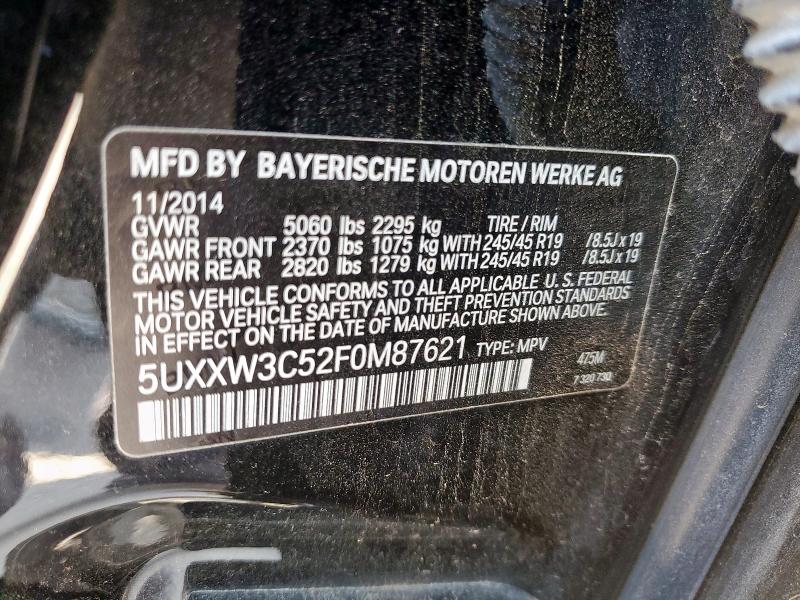 MFD BY BAYERISCHE MOTOREN WERKE AG
11/2014
GVWR 5060 lbs 2295 kg TIRE / RIM
GAWR FRONT 2370 lbs 1075 kg WITH 245/45 R19 /8.5J x 19
GAWR REAR 2820 lbs 1279 kg WITH 245/45 R19 /8.5J x 19
THIS VEHICLE CONFORMS TO ALL APPLICABLE U. S. FEDERAL
MOTOR VEHICLE SAFETY AND THEFT PREVENTION STANDARDS
IN EFFECT ON THE DATE OF MANUFACTURE SHOWN ABOVE.
5UXXW3C52F0M87621 TYPE: MPV 475M
7 320 730